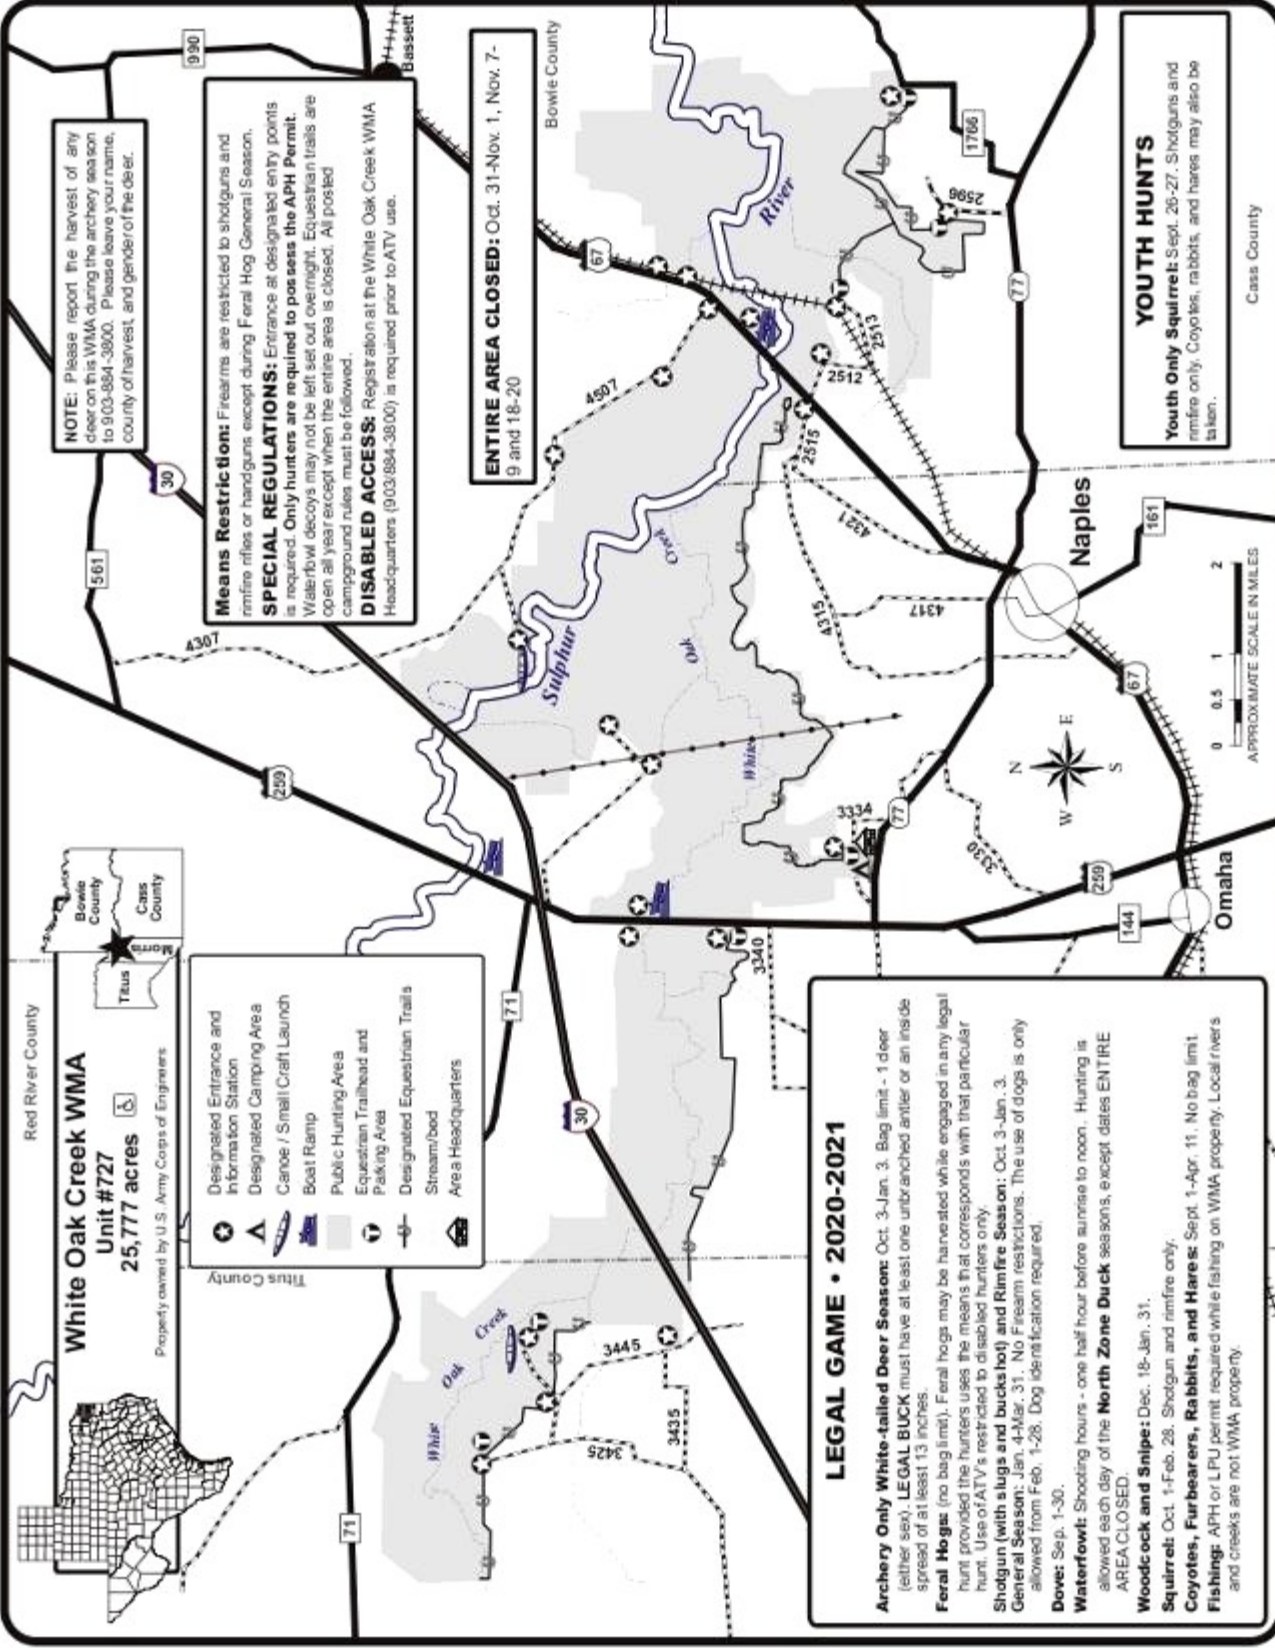 Red River County
White Oak Creek WMA
Unit #727
25,777 acres
Property owned by U.S. Army Corps of Engineers
Bowie
County
Cass
County
Morris
Titus
Designated Entrance and
Information Station
Designated Camping Area
Canoe / Small Craft Launch
Boat Ramp
Public Hunting Area
Equestrian Trailhead and
Parking Area
Designated Equestrian Trails
Stream/bed
Area Headquarters
Titus County
NOTE: Please report the harvest of any
deer on this WMA during the archery season
to 903-884-3800. Please leave your name,
county of harvest, and gender of the deer.
Means Restriction: Firearms are restricted to shotguns and
rimfire rifles or handguns except during Feral Hog General Season.
SPECIAL REGULATIONS: Entrance at designated entry points
is required. Only hunters are required to possess the APH Permit.
Waterfowl decoys may not be left set out overnight. Equestrian trails are
open all year except when the entire area is closed. All posted
campground rules must be followed.
DISABLED ACCESS: Registration at the White Oak Creek WMA
Headquarters (903/884-3800) is required prior to ATV use.
ENTIRE AREA CLOSED: Oct. 31-Nov. 1, Nov. 7-
9 and 18-20
Bowie County
Bassett
990
561
30
259
4307
4507
67
71
71
30
Sulphur
River
White
Oak
Creek
White
Oak
Creek
3445
3435
3425
3340
3334
77
3330
259
144
Omaha
67
161
Naples
4315
4317
4321
2515
2512
2513
2596
1766
77
N
E
S
W
0
0.5
1
2
APPROXIMATE SCALE IN MILES
LEGAL GAME • 2020-2021
Archery Only White-tailed Deer Season: Oct. 3-Jan. 3. Bag limit - 1 deer
(either sex). LEGAL BUCK must have at least one unbranched antler or an inside
spread of at least 13 inches.
Feral Hogs: (no bag limit). Feral hogs may be harvested while engaged in any legal
hunt provided the hunters uses the means that corresponds with that particular
hunt. Use of ATV's restricted to disabled hunters only.
Shotgun (with slugs and buckshot) and Rimfire Season: Oct. 3-Jan. 3.
General Season: Jan. 4-Mar. 31. No Firearm restrictions. The use of dogs is only
allowed from Feb. 1-28. Dog identification required.
Dove: Sep. 1-30.
Waterfowl: Shooting hours - one half hour before sunrise to noon. Hunting is
allowed each day of the North Zone Duck seasons, except dates ENTIRE
AREA CLOSED.
Woodcock and Snipe: Dec. 18-Jan. 31.
Squirrel: Oct. 1-Feb. 28. Shotgun and rimfire only.
Coyotes, Furbearers, Rabbits, and Hares: Sept. 1-Apr. 11. No bag limit.
Fishing: APH or LPU permit required while fishing on WMA property. Local rivers
and creeks are not WMA property.
YOUTH HUNTS
Youth Only Squirrel: Sept. 26-27. Shotguns and
rimfire only. Coyotes, rabbits, and hares may also be
taken.
Cass County